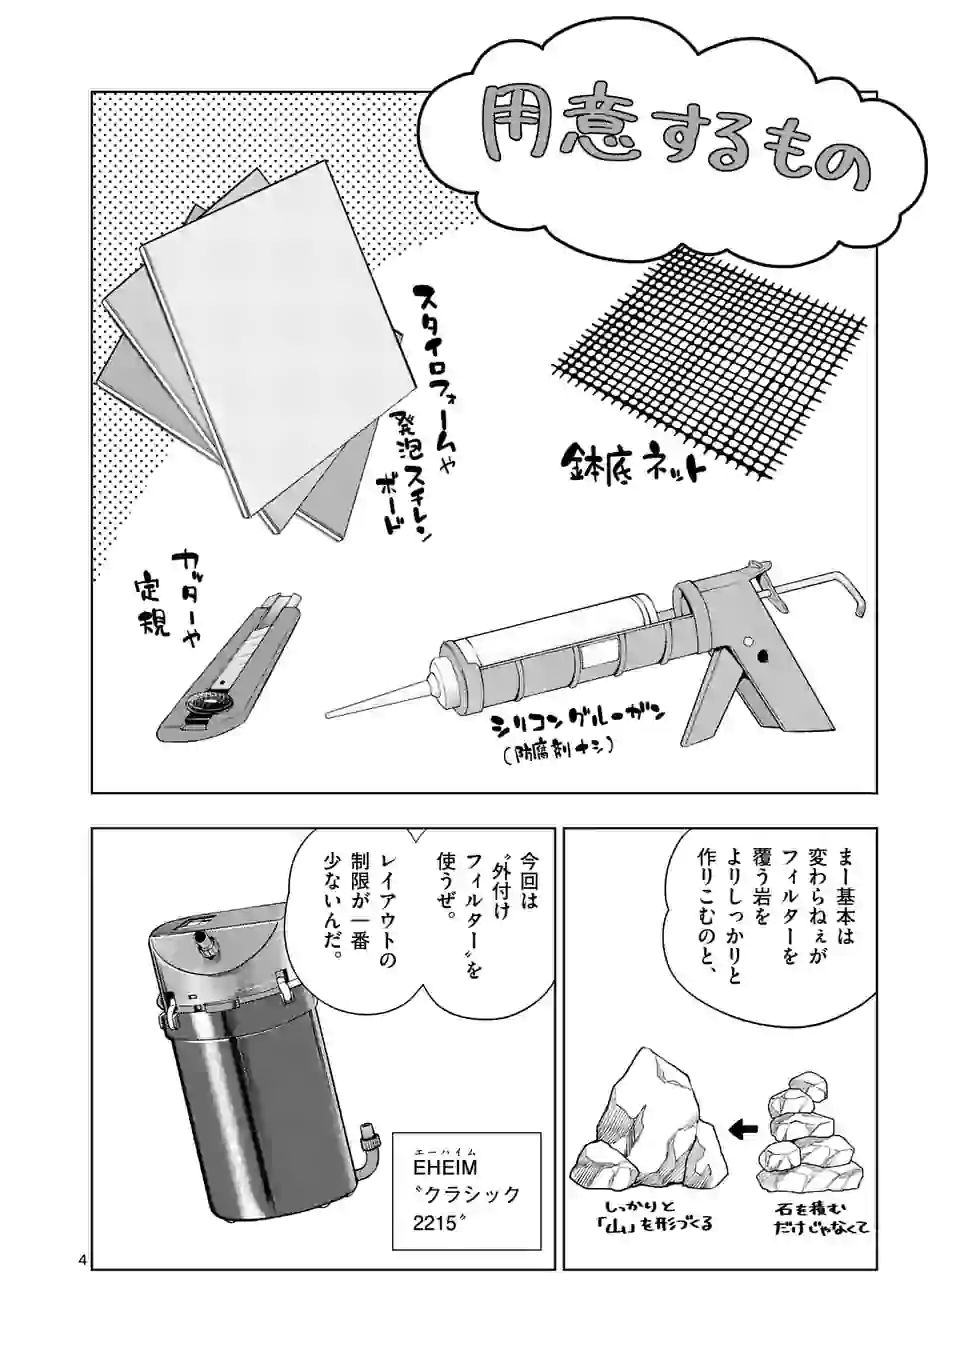 用意するもの
鉢底ネット
スタイロフォームや
発泡スチレン
ボード
カッターや
定規
シリコングルーガン
(防腐剤ナシ)
まー基本は
変わらねぇが
フィルターを
覆う岩を
よりしっかりと
作りこむのと、
石を積む
だけじゃなくて
しっかりと
「山」を形づくる
今回は
〝外付け
フィルター〟を
使うぜ。
レイアウトの
制限が一番
少ないんだ。
エーハイム
EHEIM
〝クラシック
2215〟
4